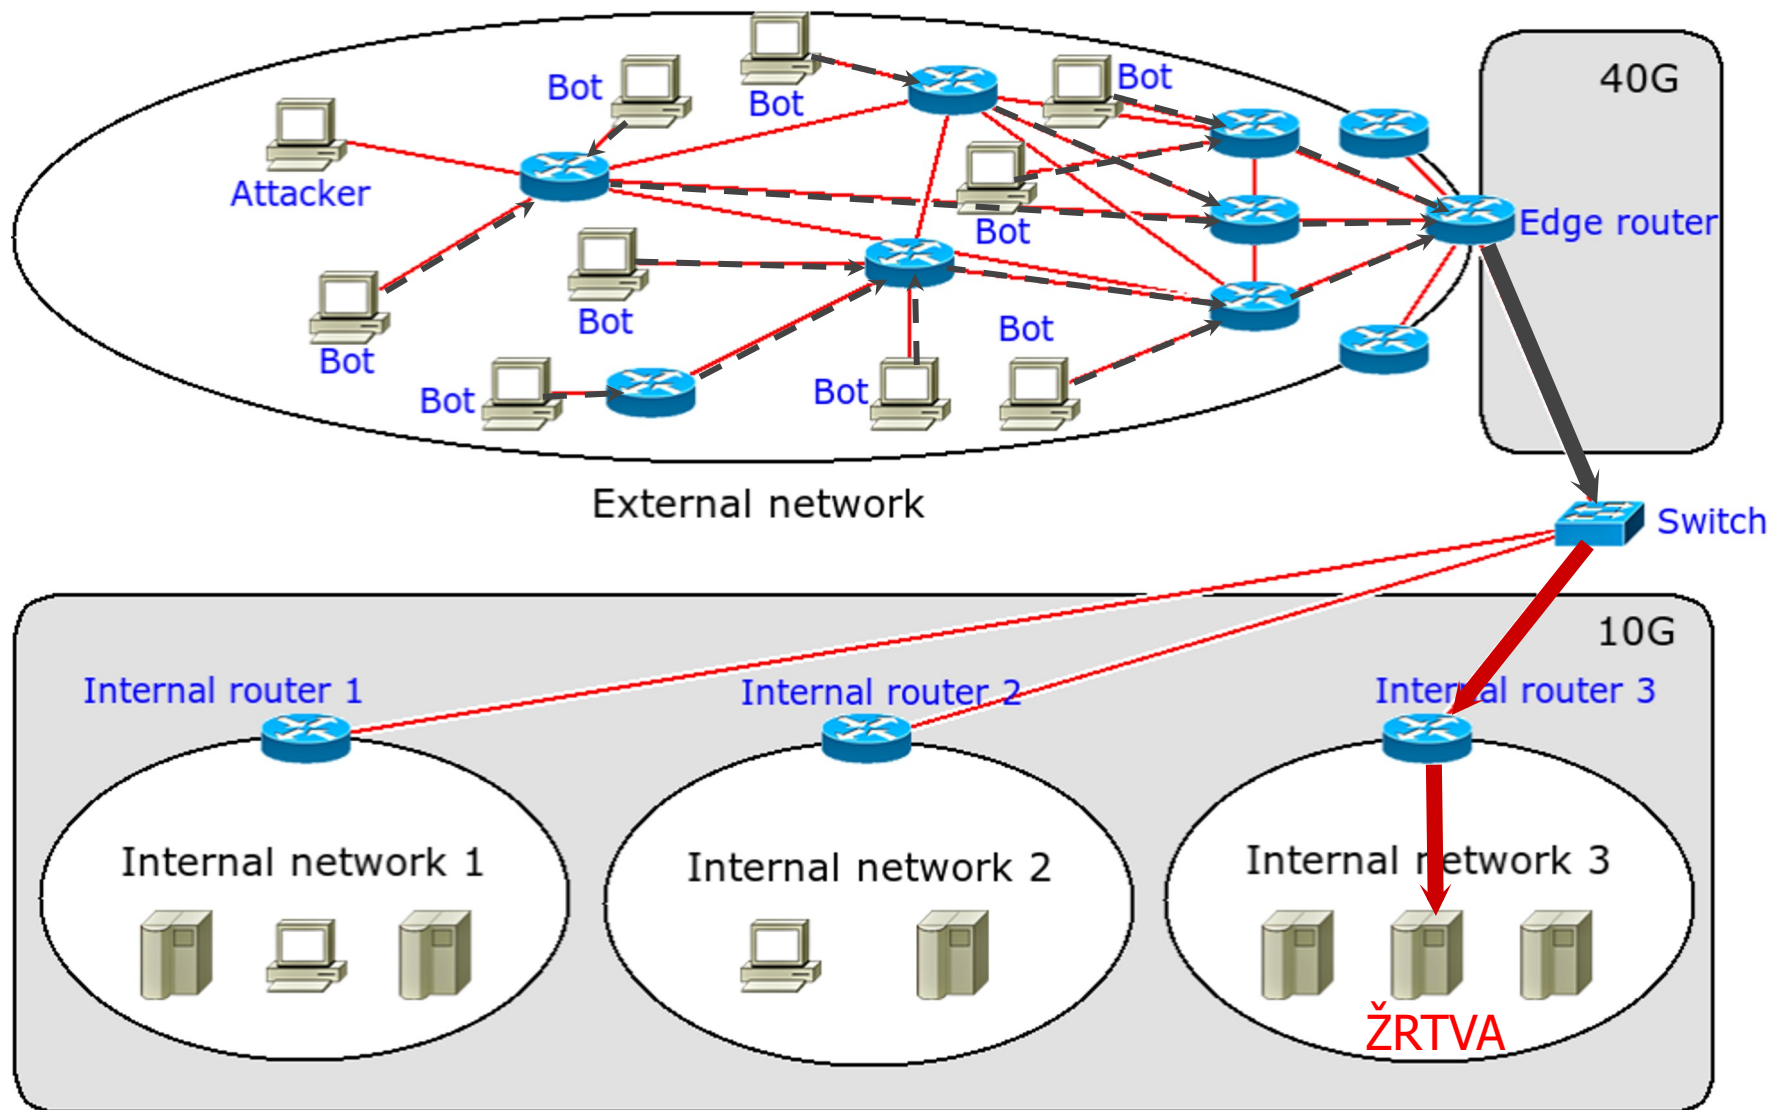 Bot
Bot
Bot
40G
Attacker
Bot
Edge router
Bot
Bot
Bot
Bot
Bot
External network
Switch
10G
Internal router 1
Internal router 2
Internal router 3
Internal network 1
Internal network 2
Internal network 3
ŽRTVA